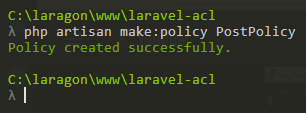 C:\laragon\www\laravel-acl
λ php artisan make:policy PostPolicy
Policy created successfully.
C:\laragon\www\laravel-acl
λ